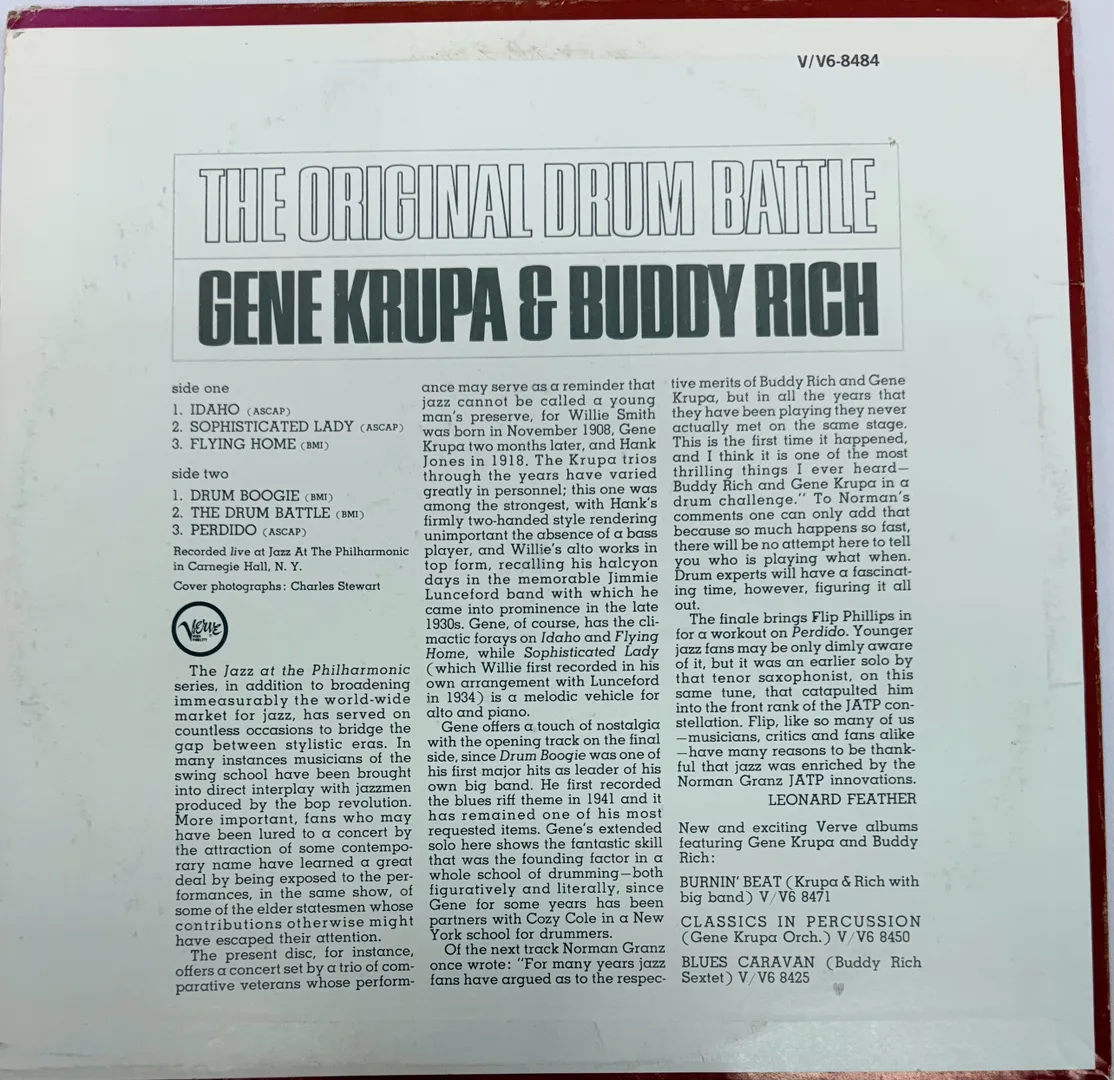 V/V6-8484
THE ORIGINAL DRUM BATTLE
GENE KRUPA & BUDDY RICH
side one
1. IDAHO (ASCAP)
2. SOPHISTICATED LADY (ASCAP)
3. FLYING HOME (BMI)
side two
1. DRUM BOOGIE (BMI)
2. THE DRUM BATTLE (BMI)
3. PERDIDO (ASCAP)
Recorded live at Jazz At The Philharmonic
in Carnegie Hall, N. Y.
Cover photographs: Charles Stewart
Verve
The Jazz at the Philharmonic
series, in addition to broadening
immeasurably the world-wide
market for jazz, has served on
countless occasions to bridge the
gap between stylistic eras. In
many instances musicians of the
swing school have been brought
into direct interplay with jazzmen
produced by the bop revolution.
More important, fans who may
have been lured to a concert by
the attraction of some contempo-
rary name have learned a great
deal by being exposed to the per-
formances, in the same show, of
some of the elder statesmen whose
contributions otherwise might
have escaped their attention.
The present disc, for instance,
offers a concert set by a trio of com-
parative veterans whose perform-
ance may serve as a reminder that
jazz cannot be called a young
man's preserve, for Willie Smith
was born in November 1908, Gene
Krupa two months later, and Hank
Jones in 1918. The Krupa trios
through the years have varied
greatly in personnel; this one was
among the strongest, with Hank's
firmly two-handed style rendering
unimportant the absence of a bass
player, and Willie's alto works in
top form, recalling his halcyon
days in the memorable Jimmie
Lunceford band with which he
came into prominence in the late
1930s. Gene, of course, has the cli-
mactic forays on Idaho and Flying
Home, while Sophisticated Lady
(which Willie first recorded in his
own arrangement with Lunceford
in 1934) is a melodic vehicle for
alto and piano.
Gene offers a touch of nostalgia
with the opening track on the final
side, since Drum Boogie was one of
his first major hits as leader of his
own big band. He first recorded
the blues riff theme in 1941 and it
has remained one of his most
requested items. Gene's extended
solo here shows the fantastic skill
that was the founding factor in a
whole school of drumming—both
figuratively and literally, since
Gene for some years has been
partners with Cozy Cole in a New
York school for drummers.
Of the next track Norman Granz
once wrote: "For many years jazz
fans have argued as to the respec-
tive merits of Buddy Rich and Gene
Krupa, but in all the years that
they have been playing they never
actually met on the same stage.
This is the first time it happened,
and I think it is one of the most
thrilling things I ever heard—
Buddy Rich and Gene Krupa in a
drum challenge." To Norman's
comments one can only add that
because so much happens so fast,
there will be no attempt here to tell
you who is playing what when.
Drum experts will have a fascinat-
ing time, however, figuring it all
out.
The finale brings Flip Phillips in
for a workout on Perdido. Younger
jazz fans may be only dimly aware
of it, but it was an earlier solo by
that tenor saxophonist, on this
same tune, that catapulted him
into the front rank of the JATP con-
stellation. Flip, like so many of us
—musicians, critics and fans alike
—have many reasons to be thank-
ful that jazz was enriched by the
Norman Granz JATP innovations.
LEONARD FEATHER
New and exciting Verve albums
featuring Gene Krupa and Buddy
Rich:
BURNIN' BEAT (Krupa & Rich with
big band) V/V6 8471
CLASSICS IN PERCUSSION
(Gene Krupa Orch.) V/V6 8450
BLUES CARAVAN (Buddy Rich
Sextet) V/V6 8425